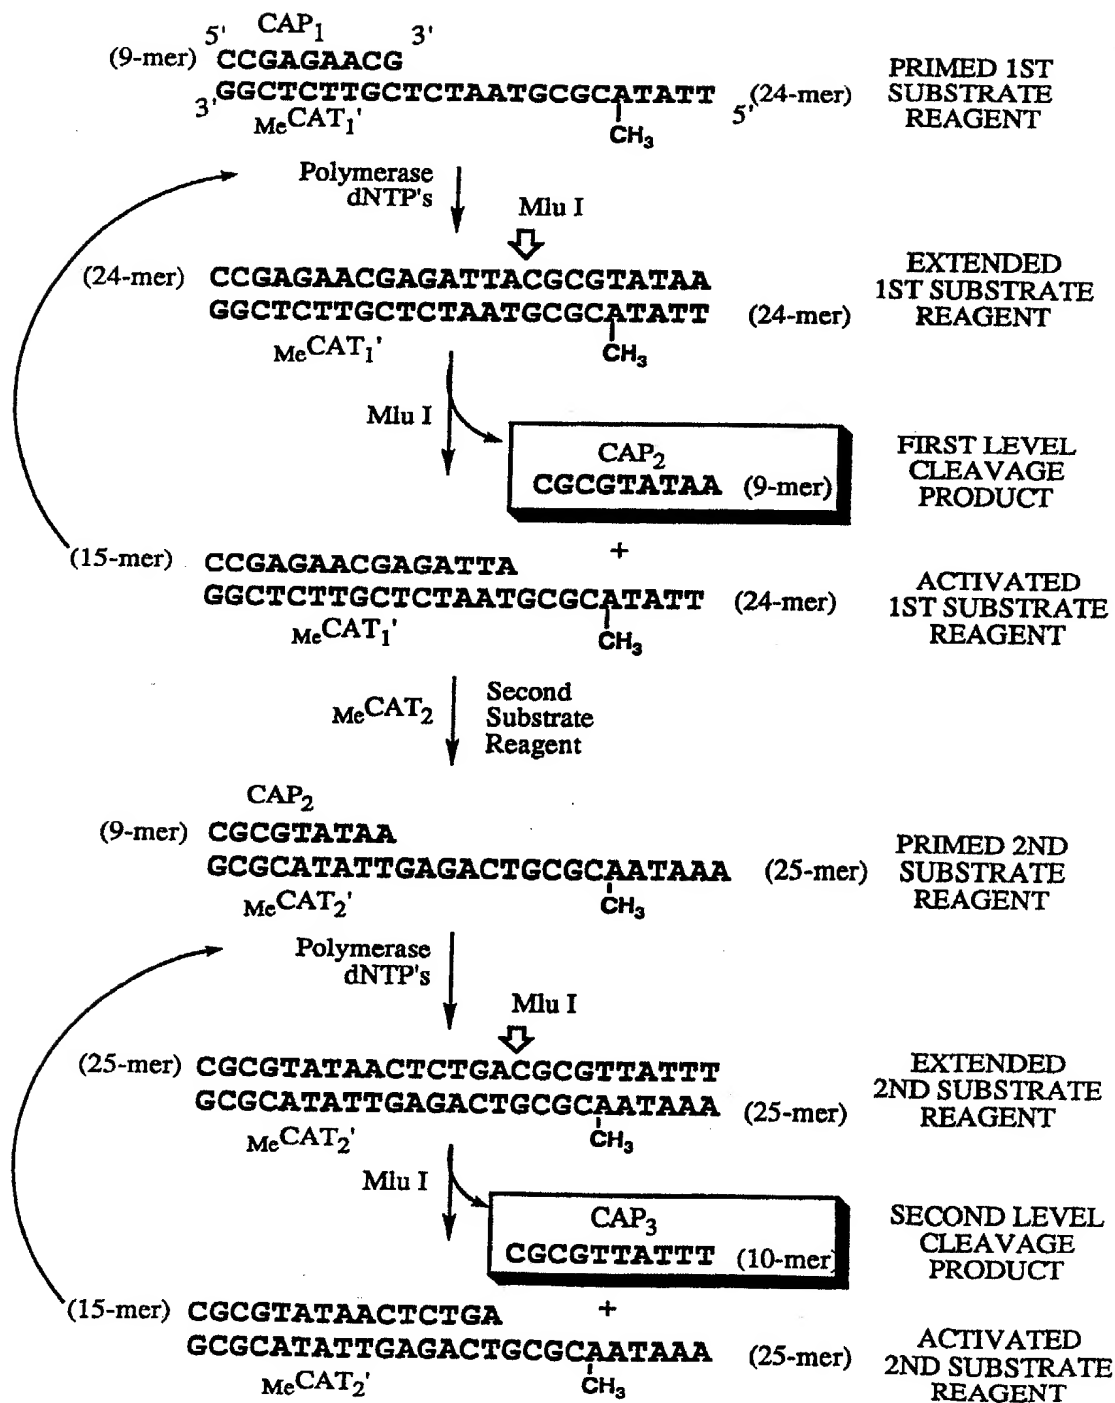 5' CAP1 3'
(9-mer) CCGAGAACG
3' GGCTCTTGCTCTAATGCGCATATT 5' (24-mer)
MeCAT1' CH3
PRIMED 1ST
SUBSTRATE
REAGENT
Polymerase
dNTP's
Mlu I
(24-mer) CCGAGAACGAGATTACGCGTATAA
GGCTCTTGCTCTAATGCGCATATT (24-mer)
MeCAT1' CH3
EXTENDED
1ST SUBSTRATE
REAGENT
Mlu I
CAP2
CGCGTATAA (9-mer)
FIRST LEVEL
CLEAVAGE
PRODUCT
+
(15-mer) CCGAGAACGAGATTA
GGCTCTTGCTCTAATGCGCATATT (24-mer)
MeCAT1' CH3
ACTIVATED
1ST SUBSTRATE
REAGENT
MeCAT2
Second
Substrate
Reagent
CAP2
(9-mer) CGCGTATAA
GCGCATATTGAGACTGCGCAATAAA (25-mer)
MeCAT2' CH3
PRIMED 2ND
SUBSTRATE
REAGENT
Polymerase
dNTP's
Mlu I
(25-mer) CGCGTATAACTCTGACGCGTTATTT
GCGCATATTGAGACTGCGCAATAAA (25-mer)
MeCAT2' CH3
EXTENDED
2ND SUBSTRATE
REAGENT
Mlu I
CAP3
CGCGTTATTT (10-mer)
SECOND LEVEL
CLEAVAGE
PRODUCT
+
(15-mer) CGCGTATAACTCTGA
GCGCATATTGAGACTGCGCAATAAA (25-mer)
MeCAT2' CH3
ACTIVATED
2ND SUBSTRATE
REAGENT